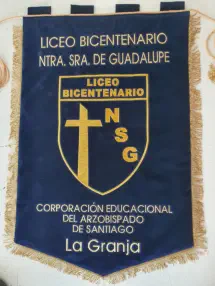 LICEO BICENTENARIO
NTRA. SRA. DE GUADALUPE
LICEO
BICENTENARIO
N
S
G
CORPORACIÓN EDUCACIONAL
DEL ARZOBISPADO
DE SANTIAGO
La Granja